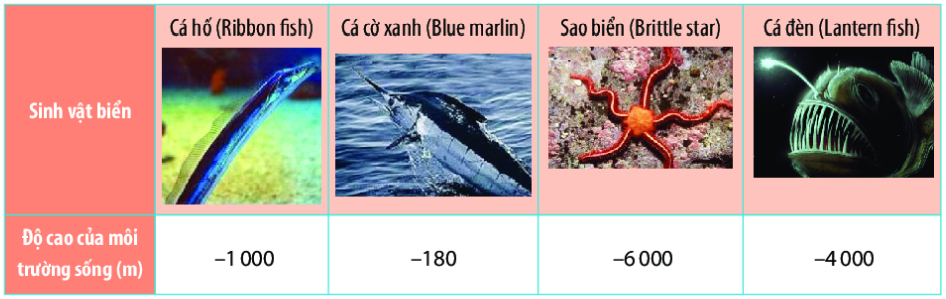 Cá hố (Ribbon fish)
Cá cờ xanh (Blue marlin)
Sao biển (Brittle star)
Cá đèn (Lantern fish)
Sinh vật biển
Độ cao của môi
trường sống (m)
–1 000
–180
–6 000
–4 000